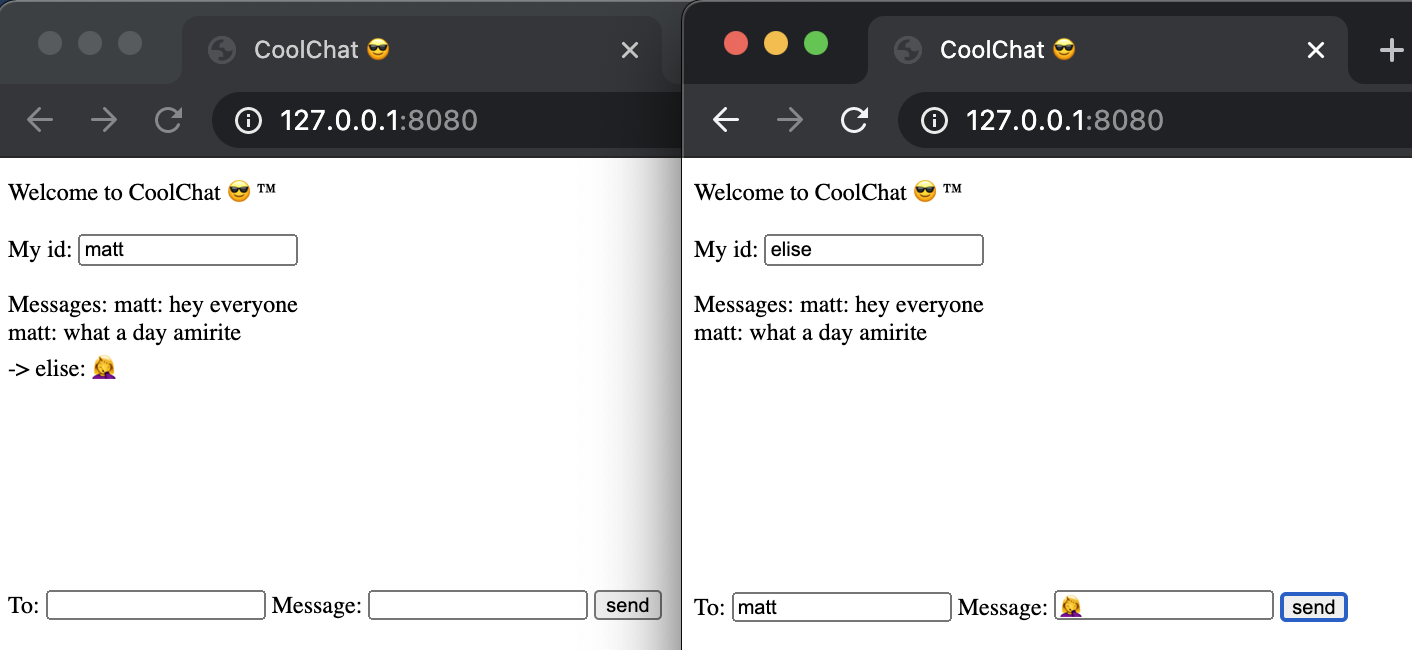 CoolChat 😎
127.0.0.1:8080
Welcome to CoolChat 😎 ™
My id: matt
Messages: matt: hey everyone
matt: what a day amirite
-> elise: 🤦‍♀️
To: Message: send
CoolChat 😎
127.0.0.1:8080
Welcome to CoolChat 😎 ™
My id: elise
Messages: matt: hey everyone
matt: what a day amirite
To: matt Message: 🤦‍♀️ send